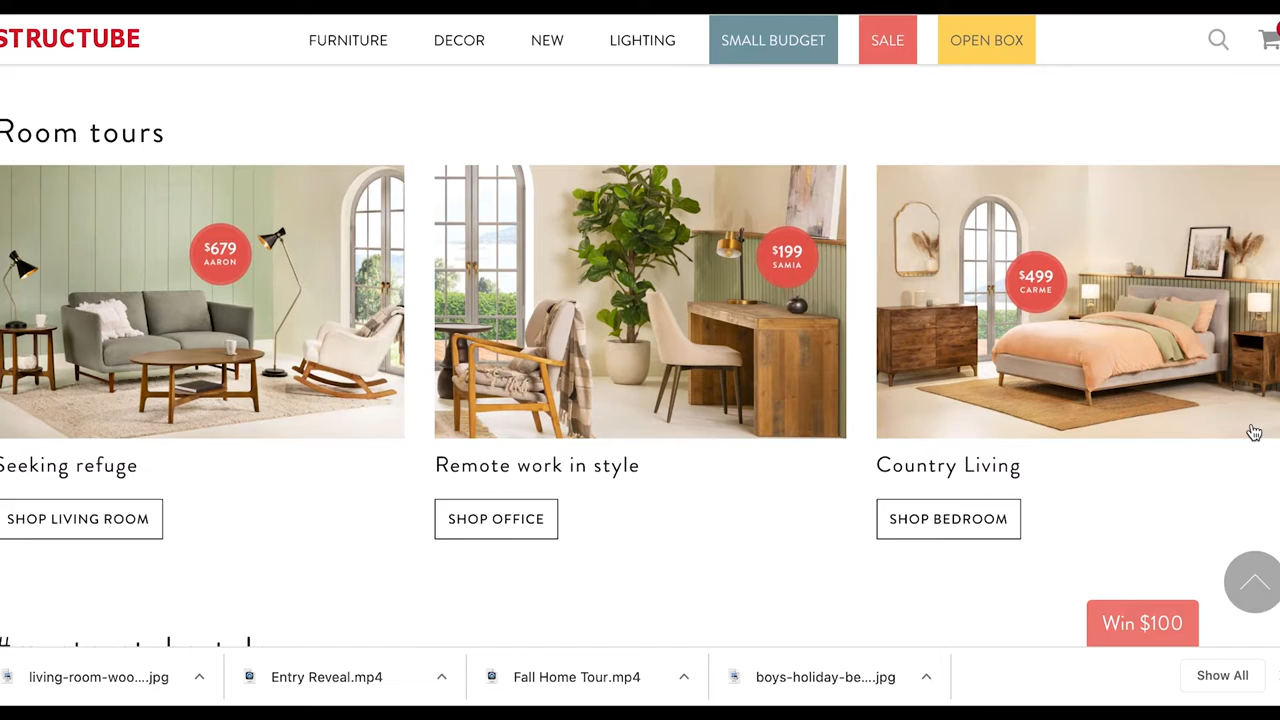 STRUCTUBE
FURNITURE DECOR NEW LIGHTING SMALL BUDGET SALE OPEN BOX
Room tours
$679
AARON
$199
SAMIA
$499
CARME
Seeking refuge
Remote work in style
Country Living
SHOP LIVING ROOM
SHOP OFFICE
SHOP BEDROOM
Win $100
living-room-woo....jpg
Entry Reveal.mp4
Fall Home Tour.mp4
boys-holiday-be....jpg
Show All